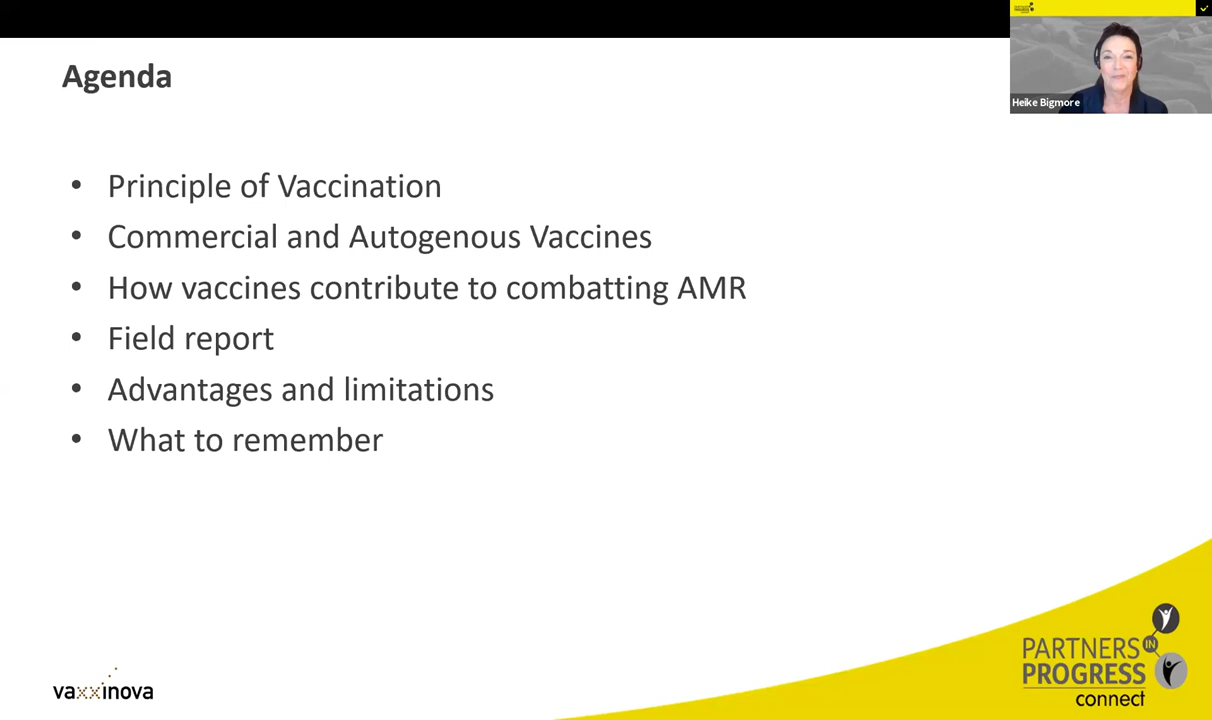 Agenda
Heike Bigmore
• Principle of Vaccination
• Commercial and Autogenous Vaccines
• How vaccines contribute to combatting AMR
• Field report
• Advantages and limitations
• What to remember
vaxxinova
PARTNERS IN
PROGRESS
connect